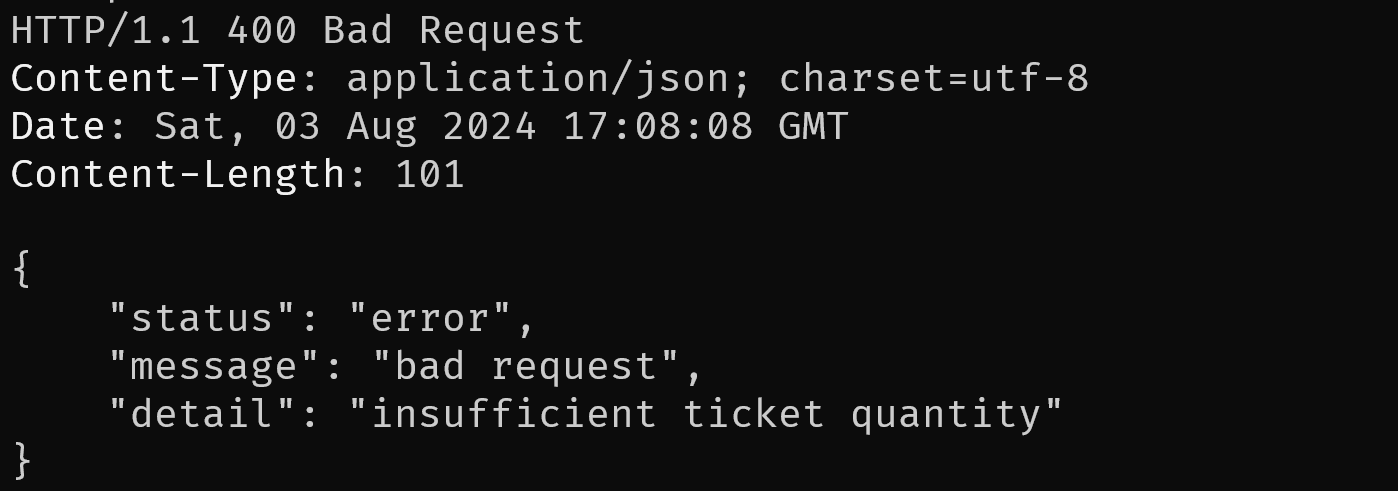 HTTP/1.1 400 Bad Request
Content-Type: application/json; charset=utf-8
Date: Sat, 03 Aug 2024 17:08:08 GMT
Content-Length: 101

{
    "status": "error",
    "message": "bad request",
    "detail": "insufficient ticket quantity"
}